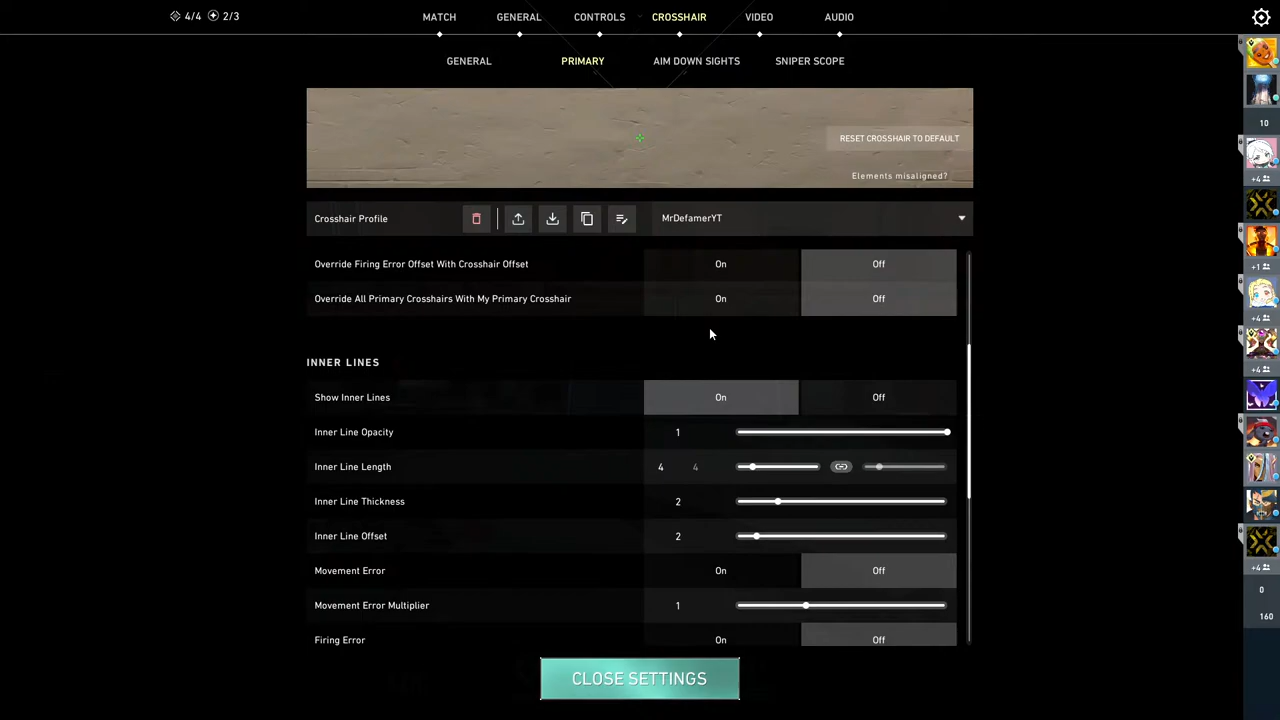 4/4 2/3
MATCH GENERAL CONTROLS CROSSHAIR VIDEO AUDIO
GENERAL PRIMARY AIM DOWN SIGHTS SNIPER SCOPE
RESET CROSSHAIR TO DEFAULT
Elements misaligned?
Crosshair Profile MrDefamerYT
Override Firing Error Offset With Crosshair Offset On Off
Override All Primary Crosshairs With My Primary Crosshair On Off
INNER LINES
Show Inner Lines On Off
Inner Line Opacity 1
Inner Line Length 4 4
Inner Line Thickness 2
Inner Line Offset 2
Movement Error On Off
Movement Error Multiplier 1
Firing Error On Off
CLOSE SETTINGS
10
+4
+1
+4
+4
+4
0
160